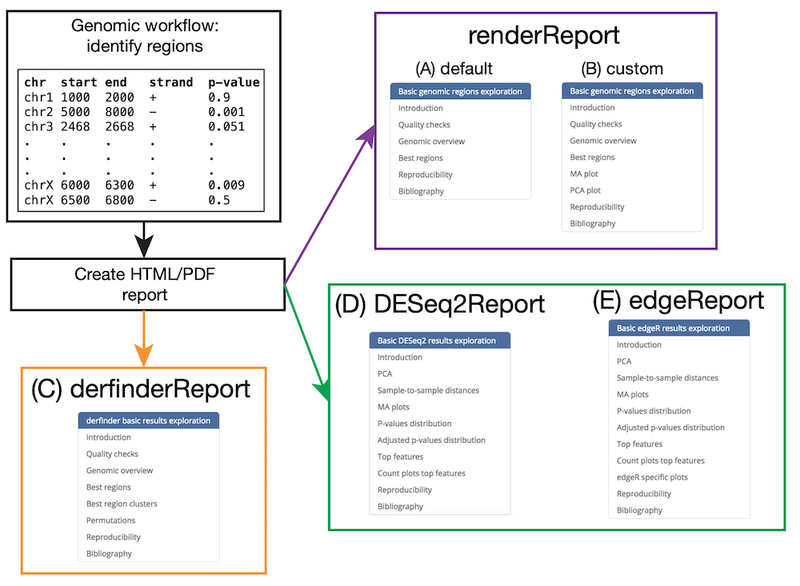 Genomic workflow:
identify regions
chr start end strand p-value
chr1 1000 2000 + 0.9
chr2 5000 8000 - 0.001
chr3 2468 2668 + 0.051
. . . . .
. . . . .
. . . . .
chrX 6000 6300 + 0.009
chrX 6500 6800 - 0.5
Create HTML/PDF
report
renderReport
(A) default
Basic genomic regions exploration
Introduction
Quality checks
Genomic overview
Best regions
Reproducibility
Bibliography
(B) custom
Basic genomic regions exploration
Introduction
Quality checks
Genomic overview
Best regions
MA plot
PCA plot
Reproducibility
Bibliography
(C) derfinderReport
derfinder basic results exploration
Introduction
Quality checks
Genomic overview
Best regions
Best region clusters
Permutations
Reproducibility
Bibliography
(D) DESeq2Report
Basic DESeq2 results exploration
Introduction
PCA
Sample-to-sample distances
MA plots
P-values distribution
Adjusted p-values distribution
Top features
Count plots top features
Reproducibility
Bibliography
(E) edgeReport
Basic edgeR results exploration
Introduction
PCA
Sample-to-sample distances
MA plots
P-values distribution
Adjusted p-values distribution
Top features
Count plots top features
edgeR specific plots
Reproducibility
Bibliography